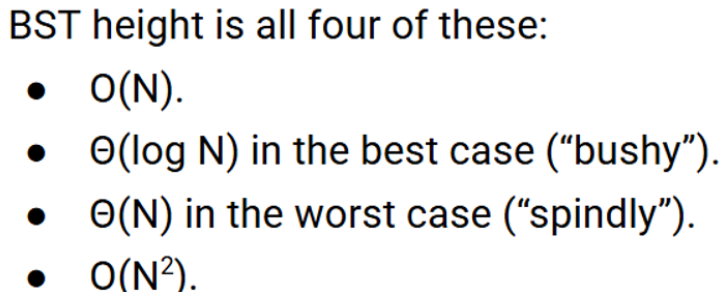 BST height is all four of these:
● O(N).
● Θ(log N) in the best case (“bushy”).
● Θ(N) in the worst case (“spindly”).
● O(N²).